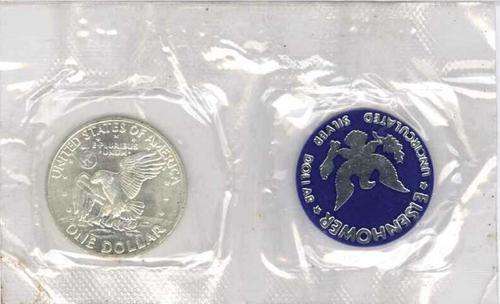 UNITED STATES OF AMERICA
E PLURIBUS
UNUM
ONE DOLLAR
EISENHOWER
UNCIRCULATED
SILVER
DOLLAR